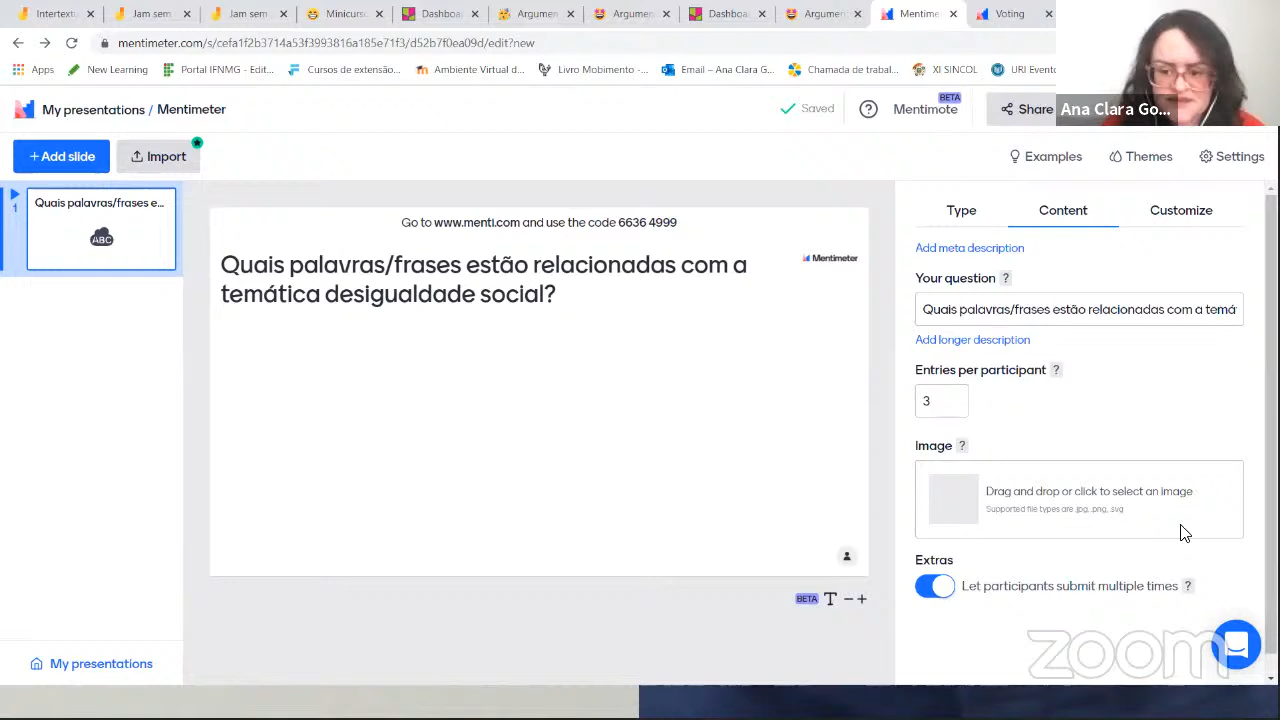 Intertextu
Jam sem
Jam sem
Minicurso
Dashboa
Argumen
Argumen
Dashboa
Argumen
Mentime
Voting
mentimeter.com/s/cefa1f2b3714a53f3993816a185e71f3/d52b7f0ea09d/edit?new
Apps
New Learning
Portal IFNMG - Edit...
Cursos de extensão...
Ambiente Virtual d...
Livro Mobimento -...
Email – Ana Clara G...
Chamada de trabal...
XI SINCOL
URI Evento
My presentations / Mentimeter
Saved
Mentimote
BETA
Share
Ana Clara Go...
+ Add slide
Import
Examples
Themes
Settings
1
Quais palavras/frases e...
ABC
Go to www.menti.com and use the code 6636 4999
Mentimeter
Quais palavras/frases estão relacionadas com a
temática desigualdade social?
BETA T − +
Type
Content
Customize
Add meta description
Your question ?
Quais palavras/frases estão relacionadas com a temá
Add longer description
Entries per participant ?
3
Image ?
Drag and drop or click to select an image
Supported file types are .jpg, .png, .svg
Extras
Let participants submit multiple times ?
My presentations
zoom